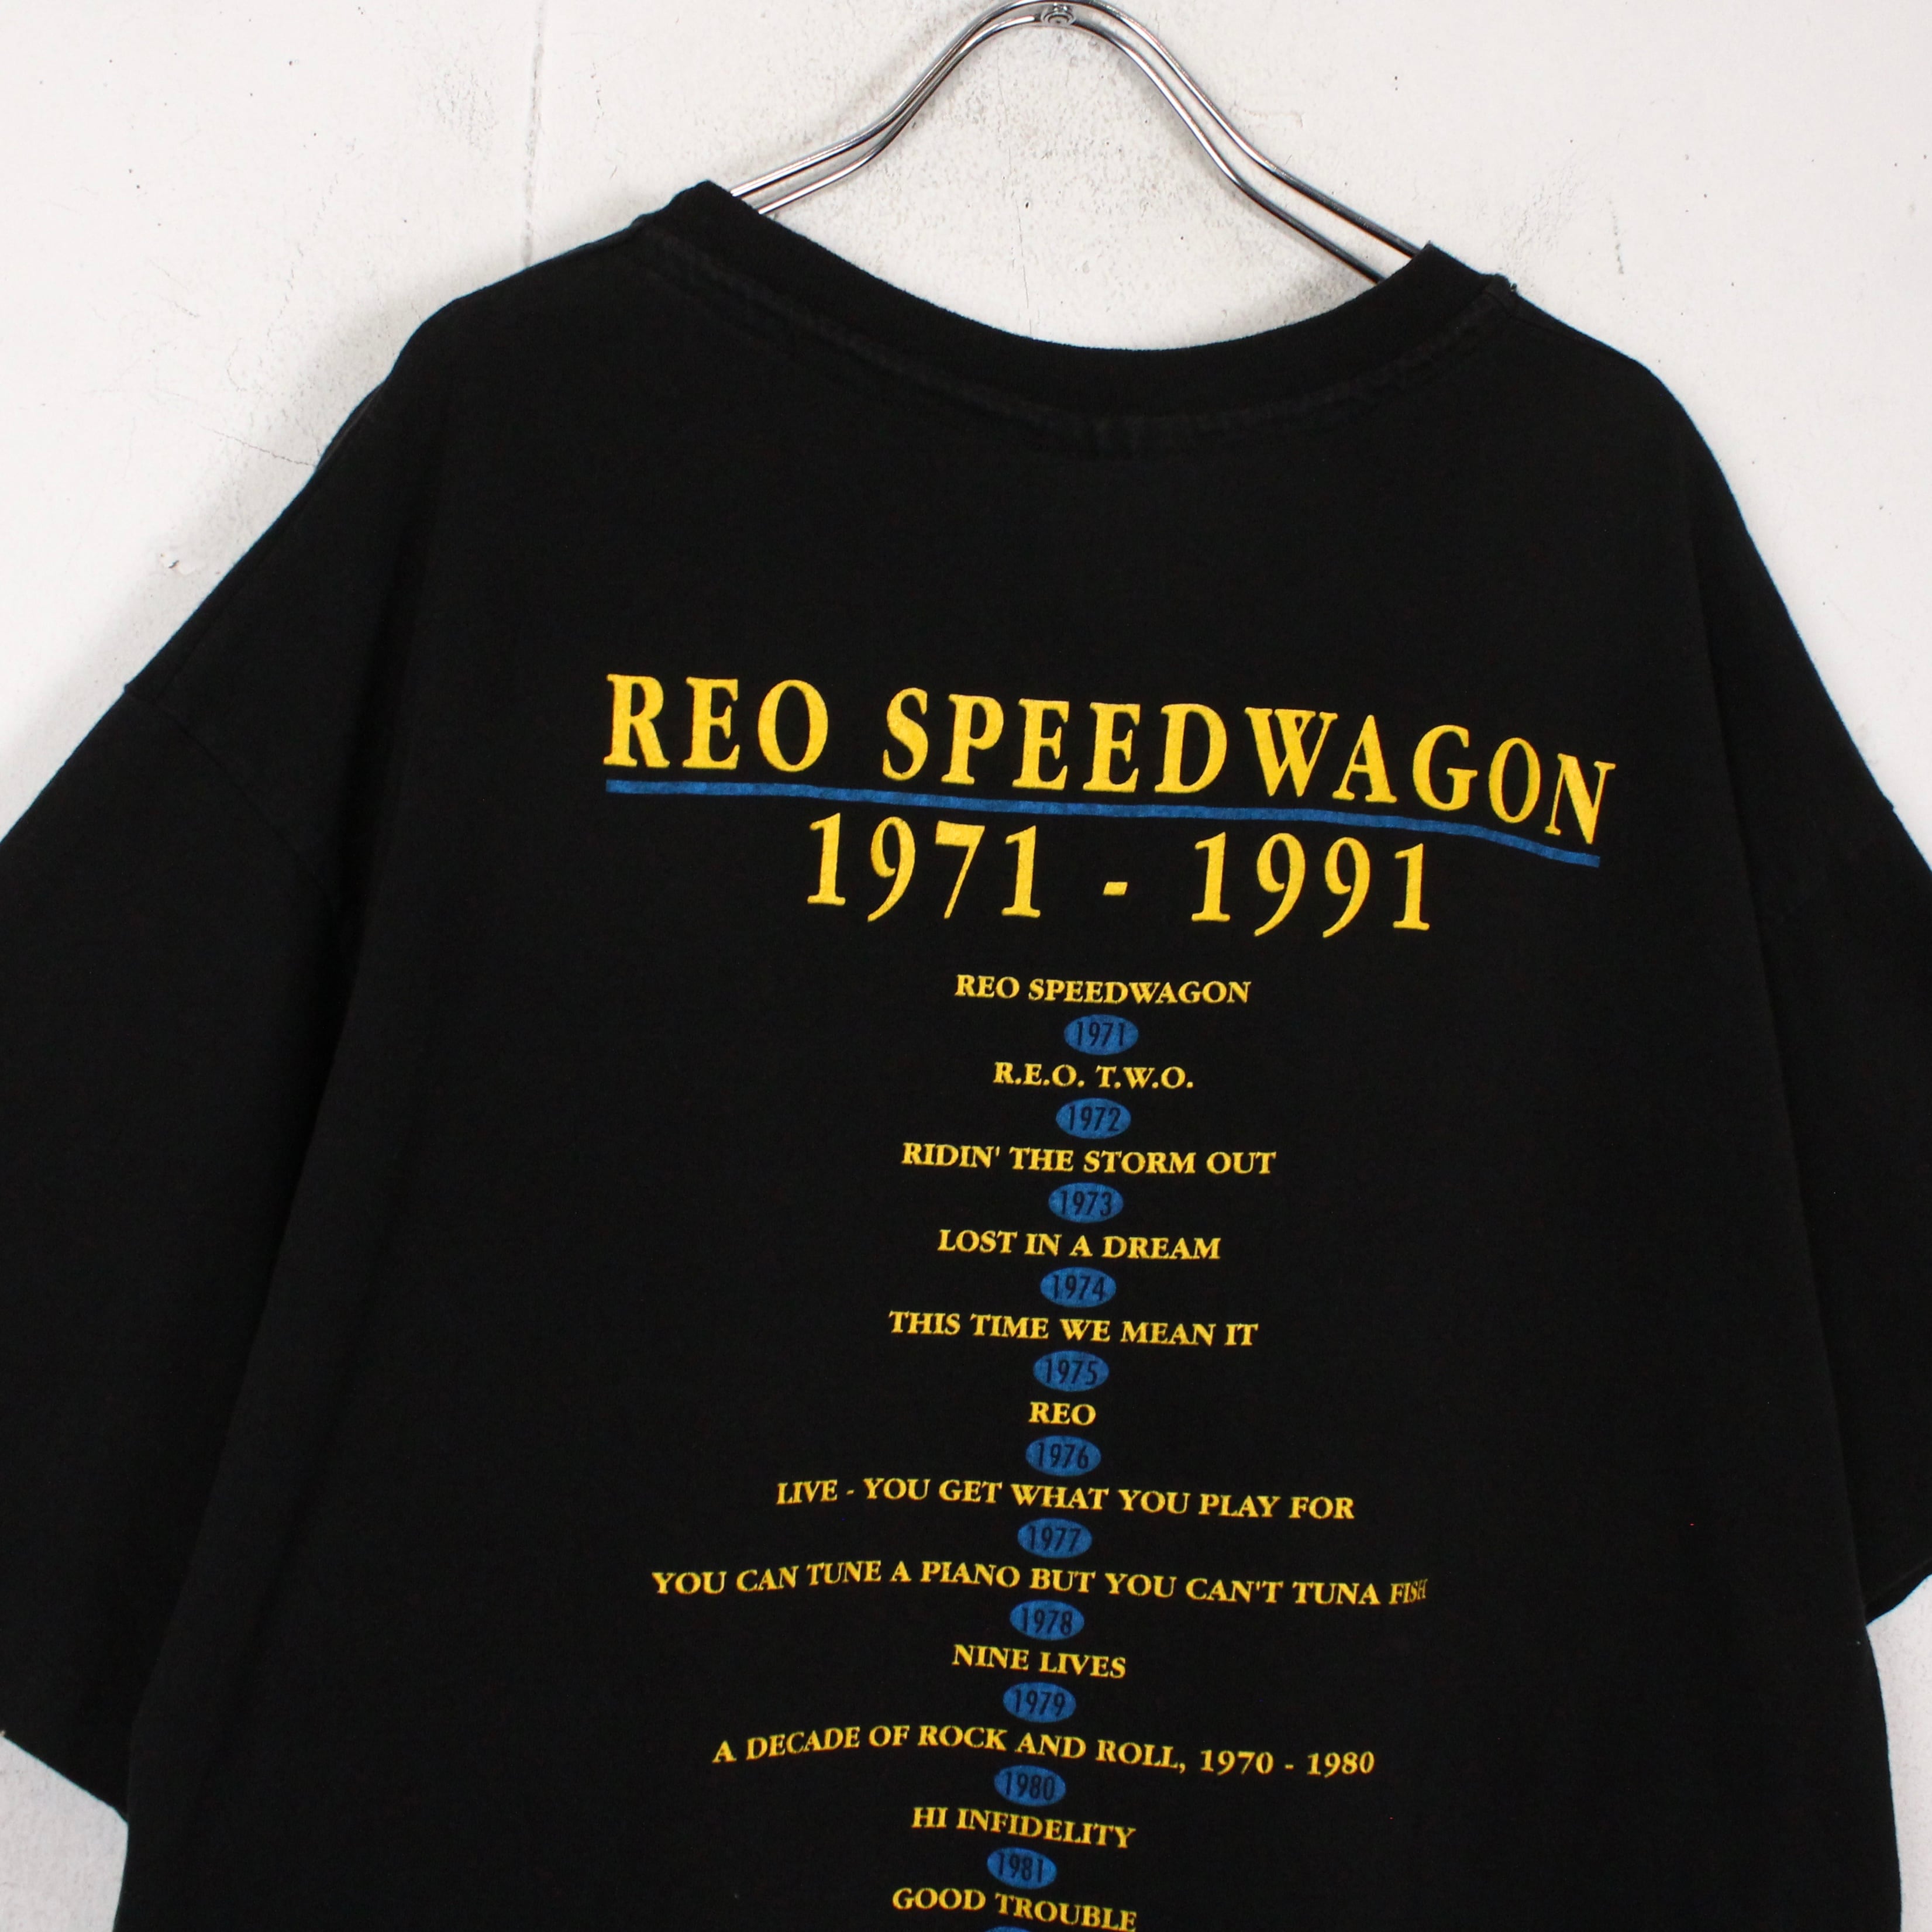 REO SPEEDWAGON
1971 - 1991
REO SPEEDWAGON
1971
R.E.O. T.W.O.
1972
RIDIN' THE STORM OUT
1973
LOST IN A DREAM
1974
THIS TIME WE MEAN IT
1975
REO
1976
LIVE - YOU GET WHAT YOU PLAY FOR
1977
YOU CAN TUNE A PIANO BUT YOU CAN'T TUNA FISH
1978
NINE LIVES
1979
A DECADE OF ROCK AND ROLL, 1970 - 1980
1980
HI INFIDELITY
1981
GOOD TROUBLE